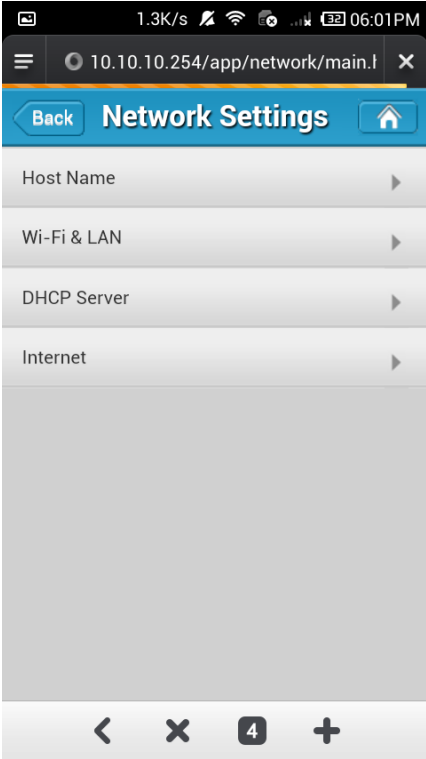 1.3K/s 32 06:01PM
10.10.10.254/app/network/main.h
Back Network Settings
Host Name
Wi-Fi & LAN
DHCP Server
Internet
4